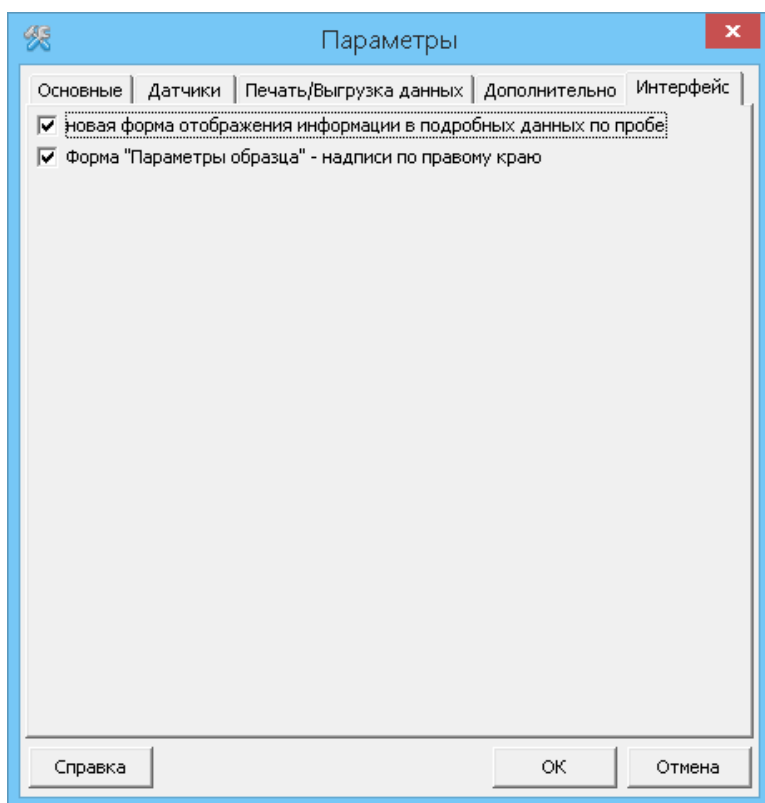 Параметры
Основные Датчики Печать/Выгрузка данных Дополнительно Интерфейс
новая форма отображения информации в подробных данных по пробе
Форма "Параметры образца" - надписи по правому краю
Справка ОК Отмена